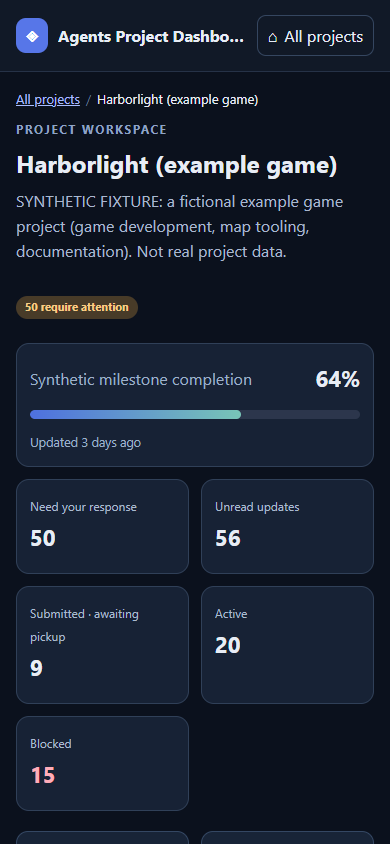 Agents Project Dashbo...
All projects
All projects / Harborlight (example game)
PROJECT WORKSPACE
Harborlight (example game)
SYNTHETIC FIXTURE: a fictional example game
project (game development, map tooling,
documentation). Not real project data.
50 require attention
Synthetic milestone completion 64%
Updated 3 days ago
Need your response
50
Unread updates
56
Submitted · awaiting
pickup
9
Active
20
Blocked
15